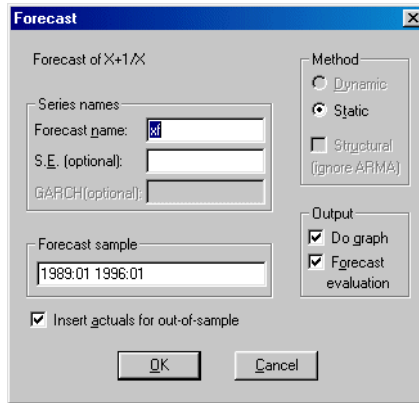 Forecast
Forecast of X+1/X
Series names
Forecast name: xf
S.E. (optional):
GARCH(optional):
Forecast sample
1989:01 1996:01
Insert actuals for out-of-sample
Method
Dynamic
Static
Structural
(ignore ARMA)
Output
Do graph
Forecast
evaluation
OK
Cancel